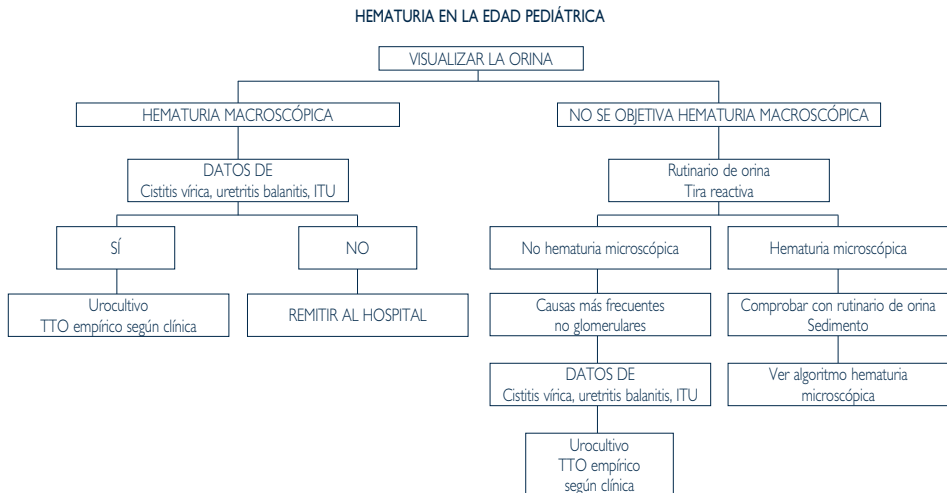 HEMATURIA EN LA EDAD PEDIÁTRICA
VISUALIZAR LA ORINA
HEMATURIA MACROSCÓPICA
NO SE OBJETIVA HEMATURIA MACROSCÓPICA
DATOS DE
Cistitis vírica, uretritis balanitis, ITU
Rutinario de orina
Tira reactiva
SÍ
NO
No hematuria microscópica
Hematuria microscópica
Urocultivo
TTO empírico según clínica
REMITIR AL HOSPITAL
Causas más frecuentes
no glomerulares
Comprobar con rutinario de orina
Sedimento
DATOS DE
Cistitis vírica, uretritis balanitis, ITU
Ver algoritmo hematuria
microscópica
Urocultivo
TTO empírico
según clínica